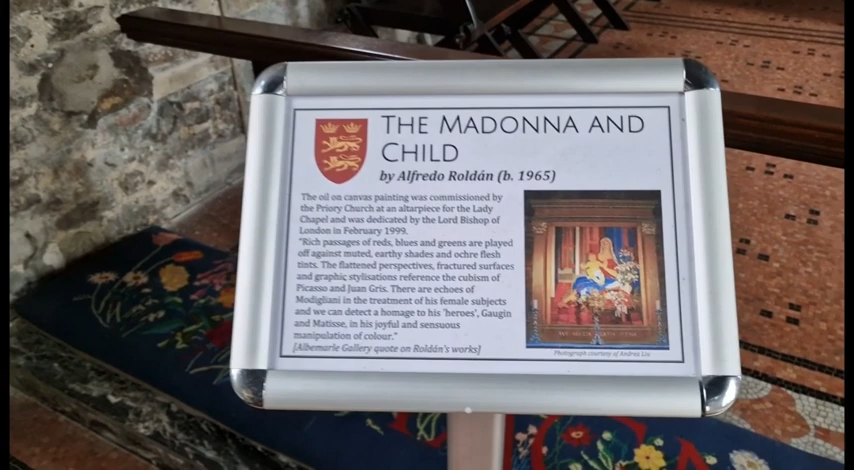 THE MADONNA AND
CHILD
by Alfredo Roldán (b. 1965)
The oil on canvas painting was commissioned by
the Priory Church at an altarpiece for the Lady
Chapel and was dedicated by the Lord Bishop of
London in February 1999.
"Rich passages of reds, blues and greens are played
off against muted, earthy shades and ochre flesh
tints. The flattened perspectives, fractured surfaces
and graphic stylisations reference the cubism of
Picasso and Juan Gris. There are echoes of
Modigliani in the treatment of his female subjects
and we can detect a homage to his 'heroes', Gaugin
and Matisse, in his joyful and sensuous
manipulation of colour."
[Albemarle Gallery quote on Roldán's works]
Photograph courtesy of Andrea Liu